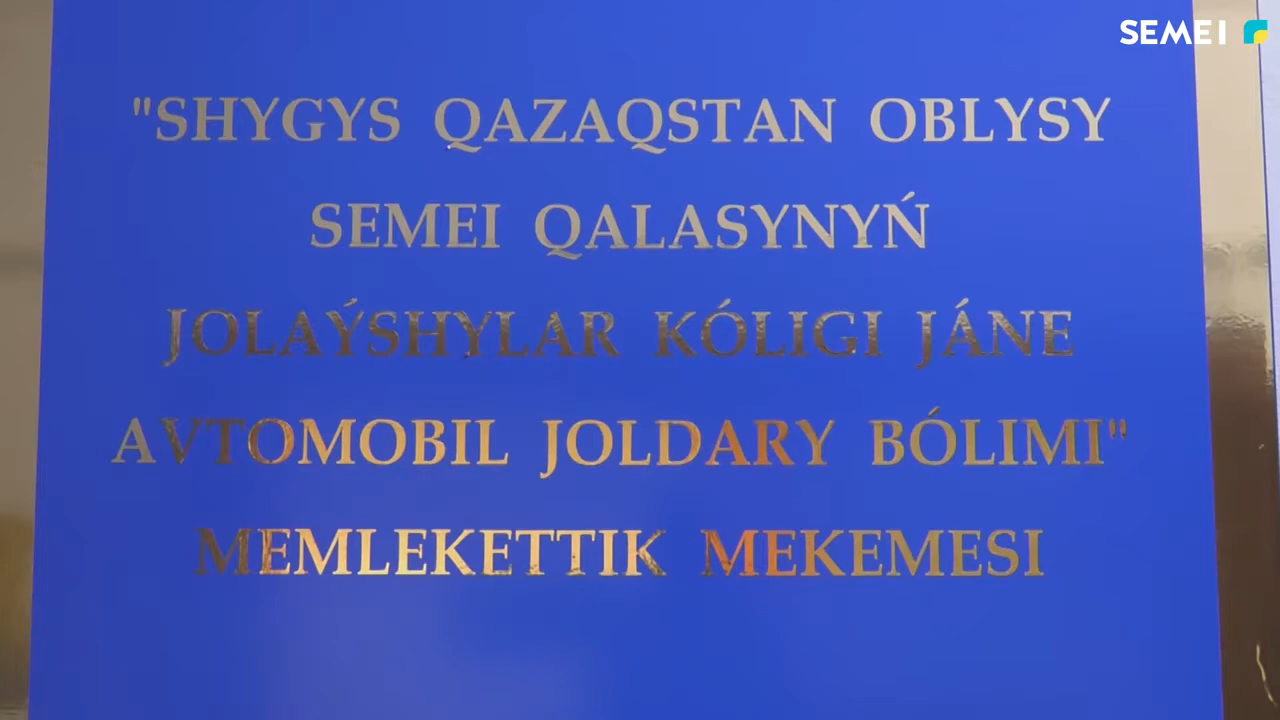 SEMEI
"SHYGYS QAZAQSTAN OBLYSY
SEMEI QALASYNYŃ
JOLAÝSHYLAR KÓLIGI JÁNE
AVTOMOBIL JOLDARY BÓLIMI"
MEMLEKETTIK MEKEMESI